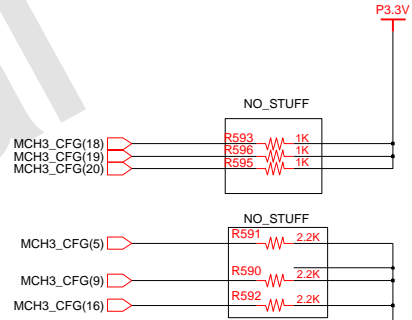 P3.3V
NO_STUFF
MCH3_CFG(18) R593 1K
MCH3_CFG(19) R596 1K
MCH3_CFG(20) R595 1K
NO_STUFF
MCH3_CFG(5) R591 2.2K
MCH3_CFG(9) R590 2.2K
MCH3_CFG(16) R592 2.2K